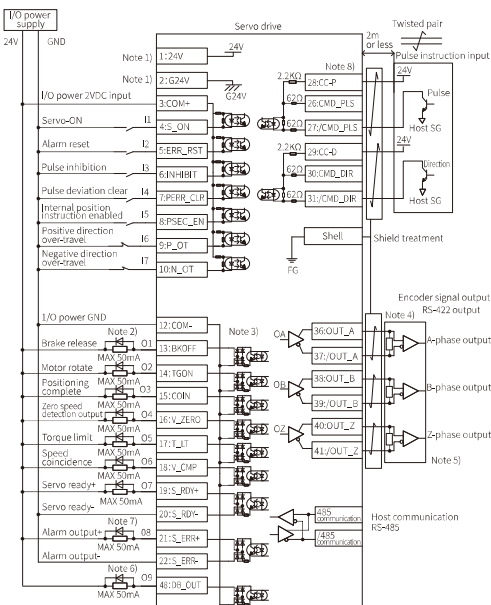 I/O power
supply
24V
GND
Servo drive
2m
or less
Twisted pair
Pulse instruction input
Note 1)
1:24V
24V
Note 1)
2:G24V
G24V
I/O power 2VDC input
3:COM+
Servo-ON
I1
4:S_ON
Alarm reset
I2
5:ERR_RST
Pulse inhibition
I3
6:INHIBIT
Pulse deviation clear
I4
7:PERR_CLR
Internal position
instruction enabled
I5
8:PSEC_EN
Positive direction
over-travel
I6
9:P_OT
Negative direction
over-travel
I7
10:N_OT
Note 8)
2.2KΩ
28:CC-P
24V
62Ω
26:CMD_PLS
Pulse
62Ω
27:/CMD_PLS
Host SG
2.2KΩ
29:CC-D
24V
62Ω
30:CMD_DIR
Direction
62Ω
31:/CMD_DIR
Host SG
Shell
Shield treatment
FG
1/O power GND
12:COM-
Note 2)
Note 3)
Brake release
O1
13:BKOFF
MAX 50mA
Motor rotate
O2
14:TGON
MAX 50mA
Positioning
complete
O3
15:COIN
MAX 50mA
Zero speed
detection output
O4
16:V_ZERO
MAX 50mA
Torque limit
O5
17:T_LT
MAX 50mA
Speed
coincidence
O6
18:V_CMP
MAX 50mA
Servo ready+
O7
19:S_RDY+
MAX 50mA
Servo ready-
20:S_RDY-
Note 7)
Alarm output+
08
21:S_ERR+
MAX 50mA
Alarm output-
22:S_ERR-
Note 6)
O9
48:DB_OUT
MAX 50mA
Encoder signal output
RS-422 output
Note 4)
OA
36:OUT_A
37:/OUT_A
A-phase output
OB
38:OUT_B
39:/OUT_B
B-phase output
OZ
40:OUT_Z
41:/OUT_Z
Z-phase output
Note 5)
485
communication
/485
communication
Host communication
RS-485